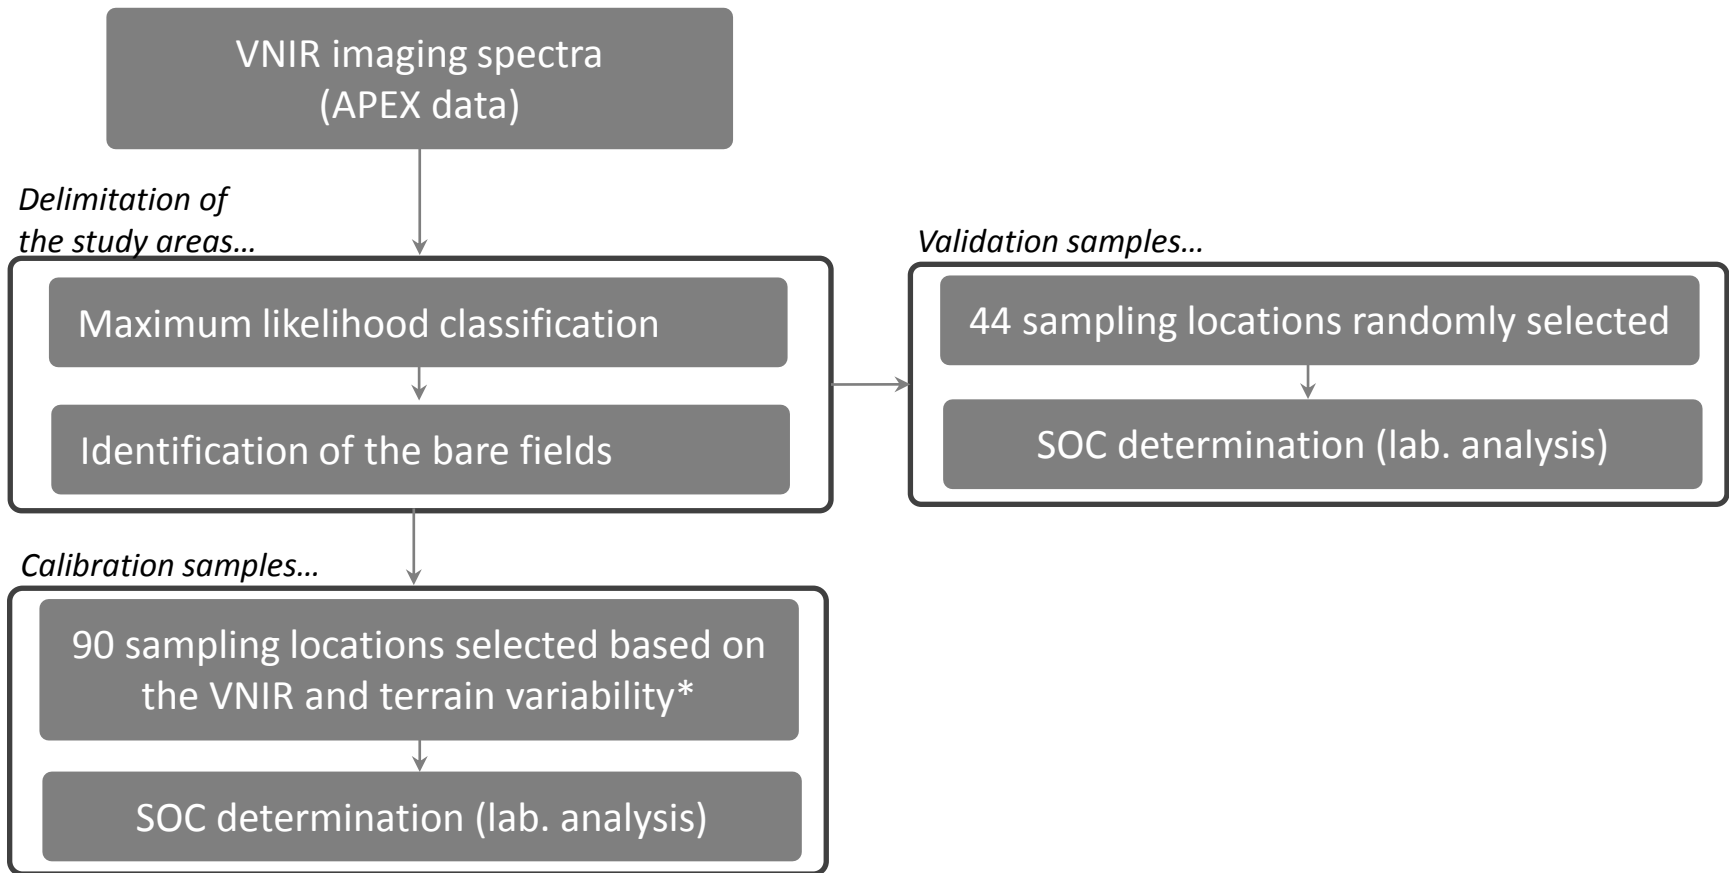 VNIR imaging spectra
(APEX data)
Delimitation of
the study areas…
Maximum likelihood classification
Identification of the bare fields
Validation samples…
44 sampling locations randomly selected
SOC determination (lab. analysis)
Calibration samples…
90 sampling locations selected based on
the VNIR and terrain variability*
SOC determination (lab. analysis)